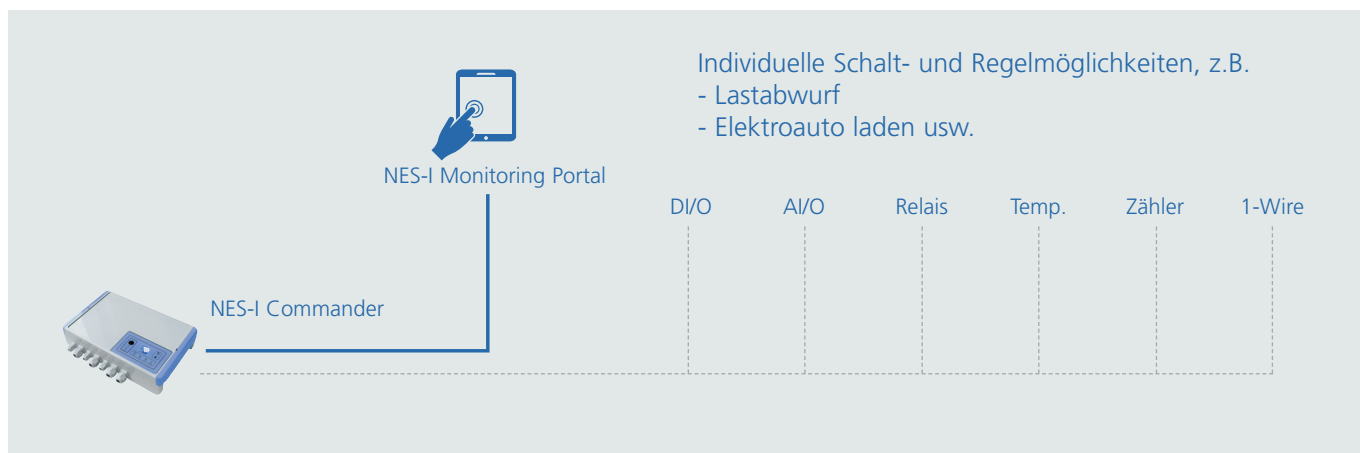 Individuelle Schalt- und Regelmöglichkeiten, z.B.
- Lastabwurf
- Elektroauto laden usw.
NES-I Monitoring Portal
DI/O AI/O Relais Temp. Zähler 1-Wire
NES-I Commander